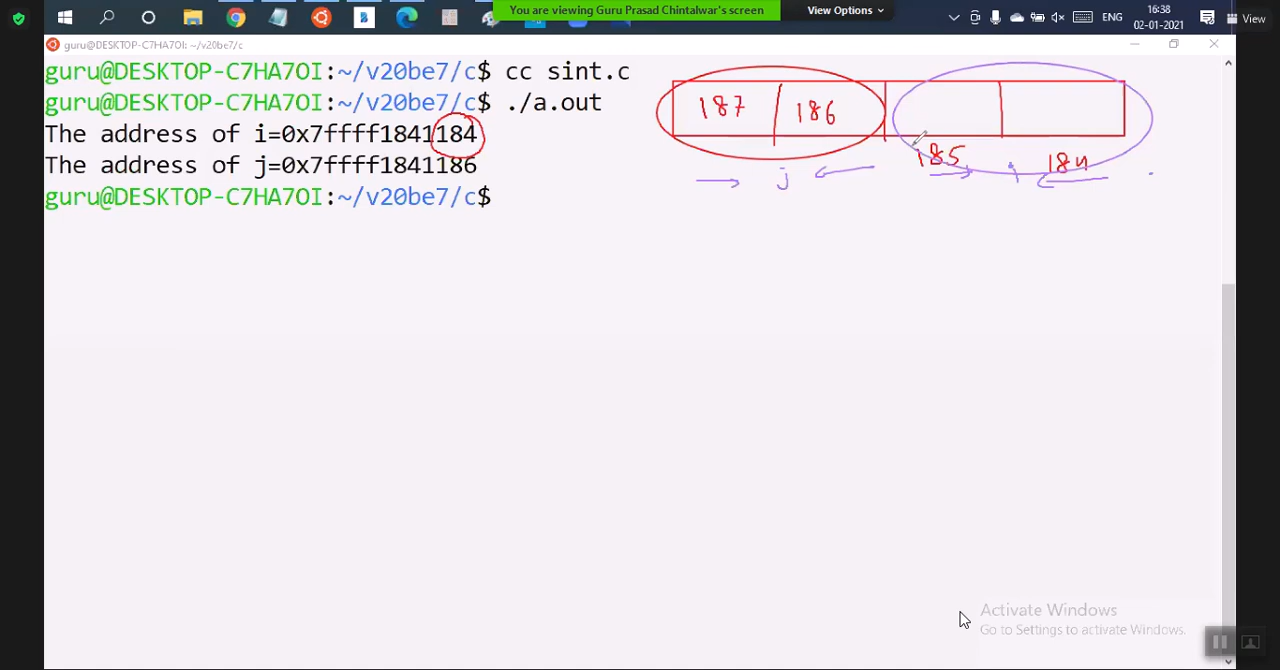 You are viewing Guru Prasad Chintalwar's screen
View Options
ENG
16:38
02-01-2021
View
guru@DESKTOP-C7HA7OI: ~/v20be7/c
guru@DESKTOP-C7HA7OI:~/v20be7/c$ cc sint.c
guru@DESKTOP-C7HA7OI:~/v20be7/c$ ./a.out
The address of i=0x7ffff1841184
The address of j=0x7ffff1841186
guru@DESKTOP-C7HA7OI:~/v20be7/c$
187 186
185 184
j i
Activate Windows
Go to Settings to activate Windows.